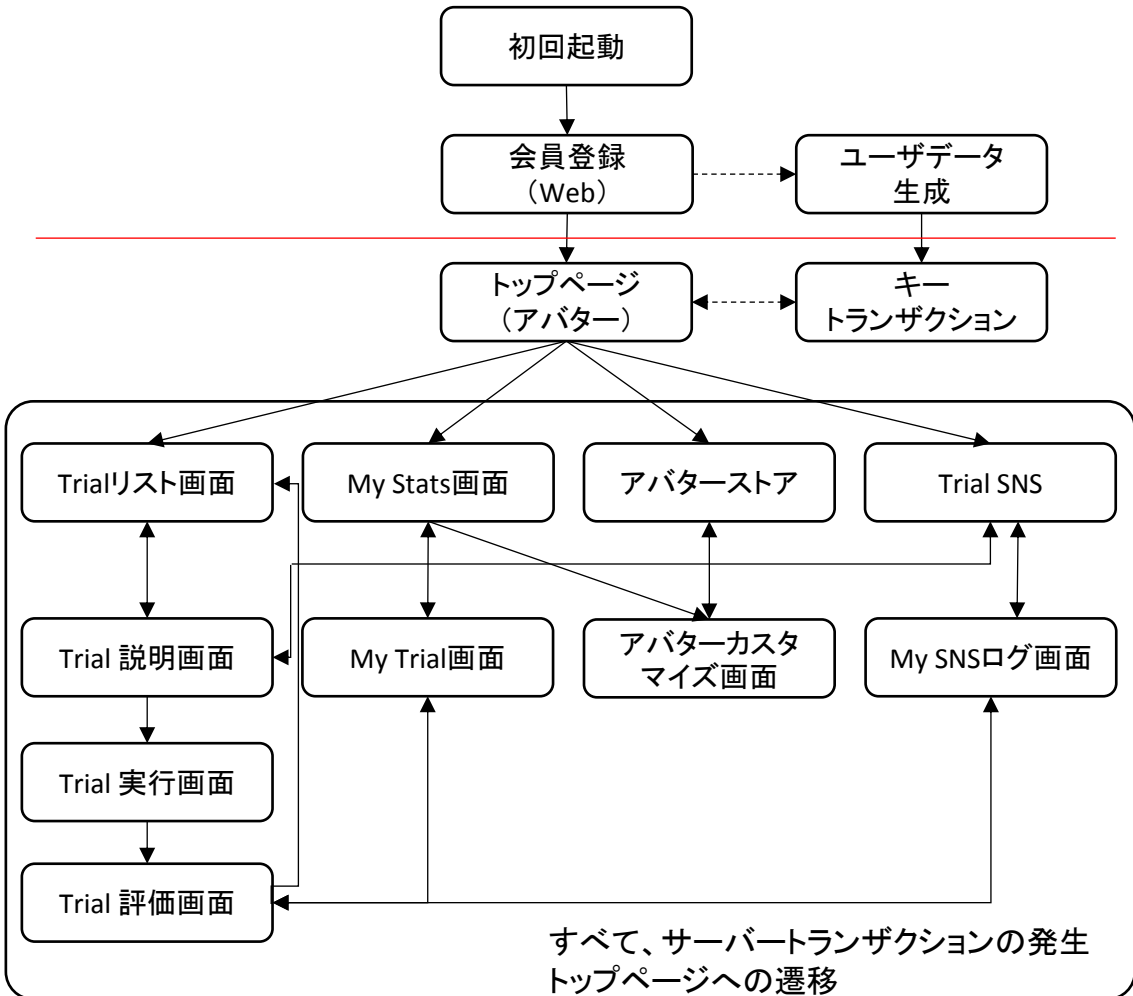 初回起動
会員登録
（Web）
ユーザデータ
生成
トップページ
（アバター）
キー
トランザクション
Trialリスト画面
My Stats画面
アバターストア
Trial SNS
Trial 説明画面
My Trial画面
アバターカスタ
マイズ画面
My SNSログ画面
Trial 実行画面
Trial 評価画面
すべて、サーバートランザクションの発生
トップページへの遷移